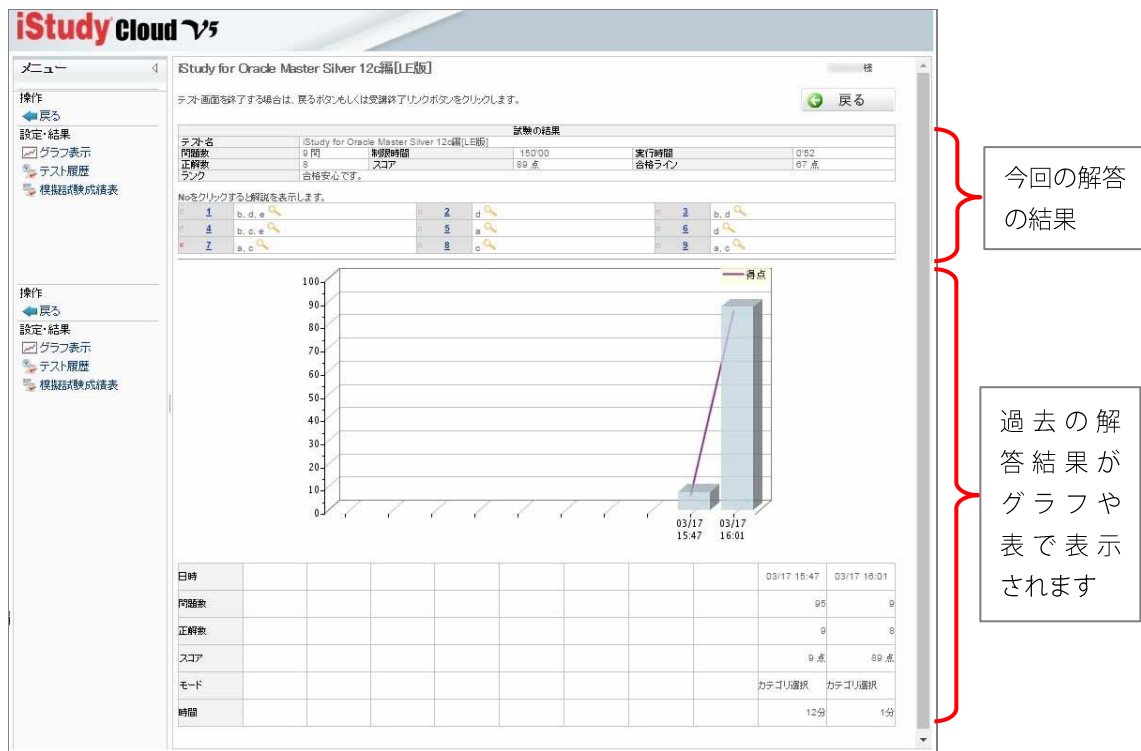 iStudy Cloud V5
メニュー
操作
戻る
設定・結果
グラフ表示
テスト履歴
模擬試験成績表
操作
戻る
設定・結果
グラフ表示
テスト履歴
模擬試験成績表
iStudy for Oracle Master Silver 12c編[LE版]
様
テスト画面を終了する場合は、戻るボタンもしくは受講終了リンクボタンをクリックします。
戻る
試験の結果
テスト名 iStudy for Oracle Master Silver 12c編[LE版]
問題数 9 問 制限時間 150'00 実行時間 0'52
正解数 8 スコア 89 点 合格ライン 67 点
ランク 合格安心です。
Noをクリックすると解説を表示します。
1 b, d, e 2 d 3 b, d
4 b, c, e 5 a 6 d
× 7 a, c 8 c 9 a, c
得点
100
90
80
70
60
50
40
30
20
10
0
03/17 03/17
15:47 16:01
日時 03/17 15:47 03/17 16:01
問題数 95 9
正解数 9 8
スコア 9 点 89 点
モード カテゴリ選択 カテゴリ選択
時間 12分 1分
今回の解答
の結果
過去の解
答結果が
グラフや
表で表示
されます